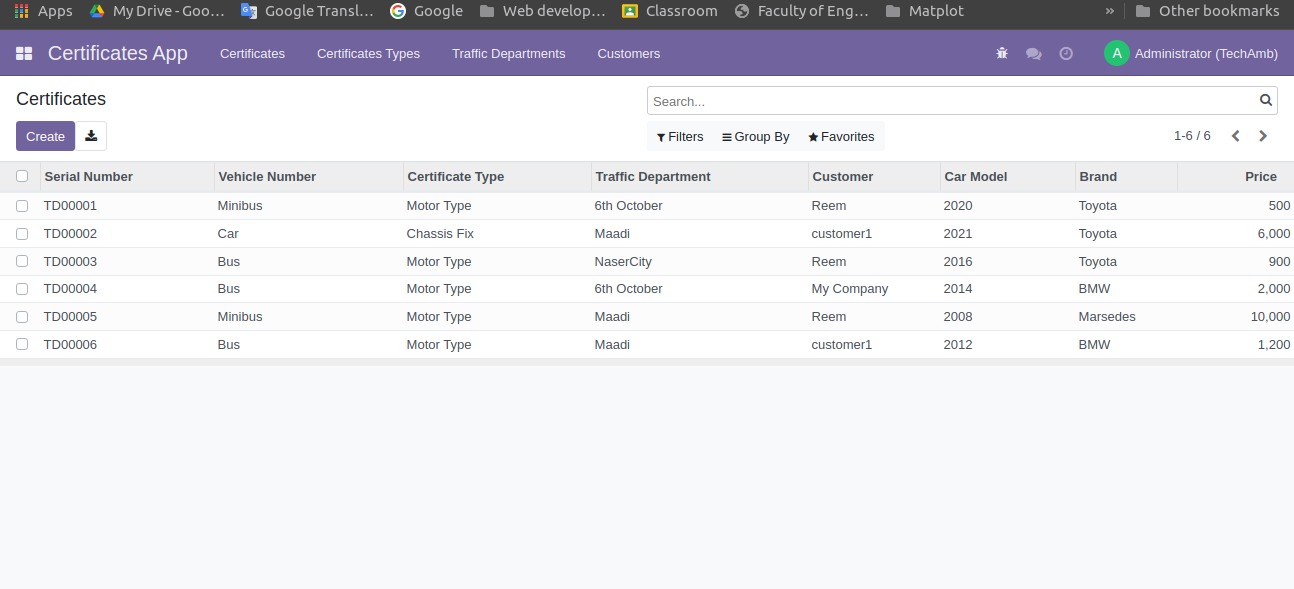 Apps My Drive - Goo... Google Transl... Google Web develop... Classroom Faculty of Eng... Matplot » Other bookmarks
Certificates App Certificates Certificates Types Traffic Departments Customers A Administrator (TechAmb)
Certificates
Search...
Create
Filters Group By Favorites
1-6 / 6
Serial Number Vehicle Number Certificate Type Traffic Department Customer Car Model Brand Price
TD00001 Minibus Motor Type 6th October Reem 2020 Toyota 500
TD00002 Car Chassis Fix Maadi customer1 2021 Toyota 6,000
TD00003 Bus Motor Type NaserCity Reem 2016 Toyota 900
TD00004 Bus Motor Type 6th October My Company 2014 BMW 2,000
TD00005 Minibus Motor Type Maadi Reem 2008 Marsedes 10,000
TD00006 Bus Motor Type Maadi customer1 2012 BMW 1,200